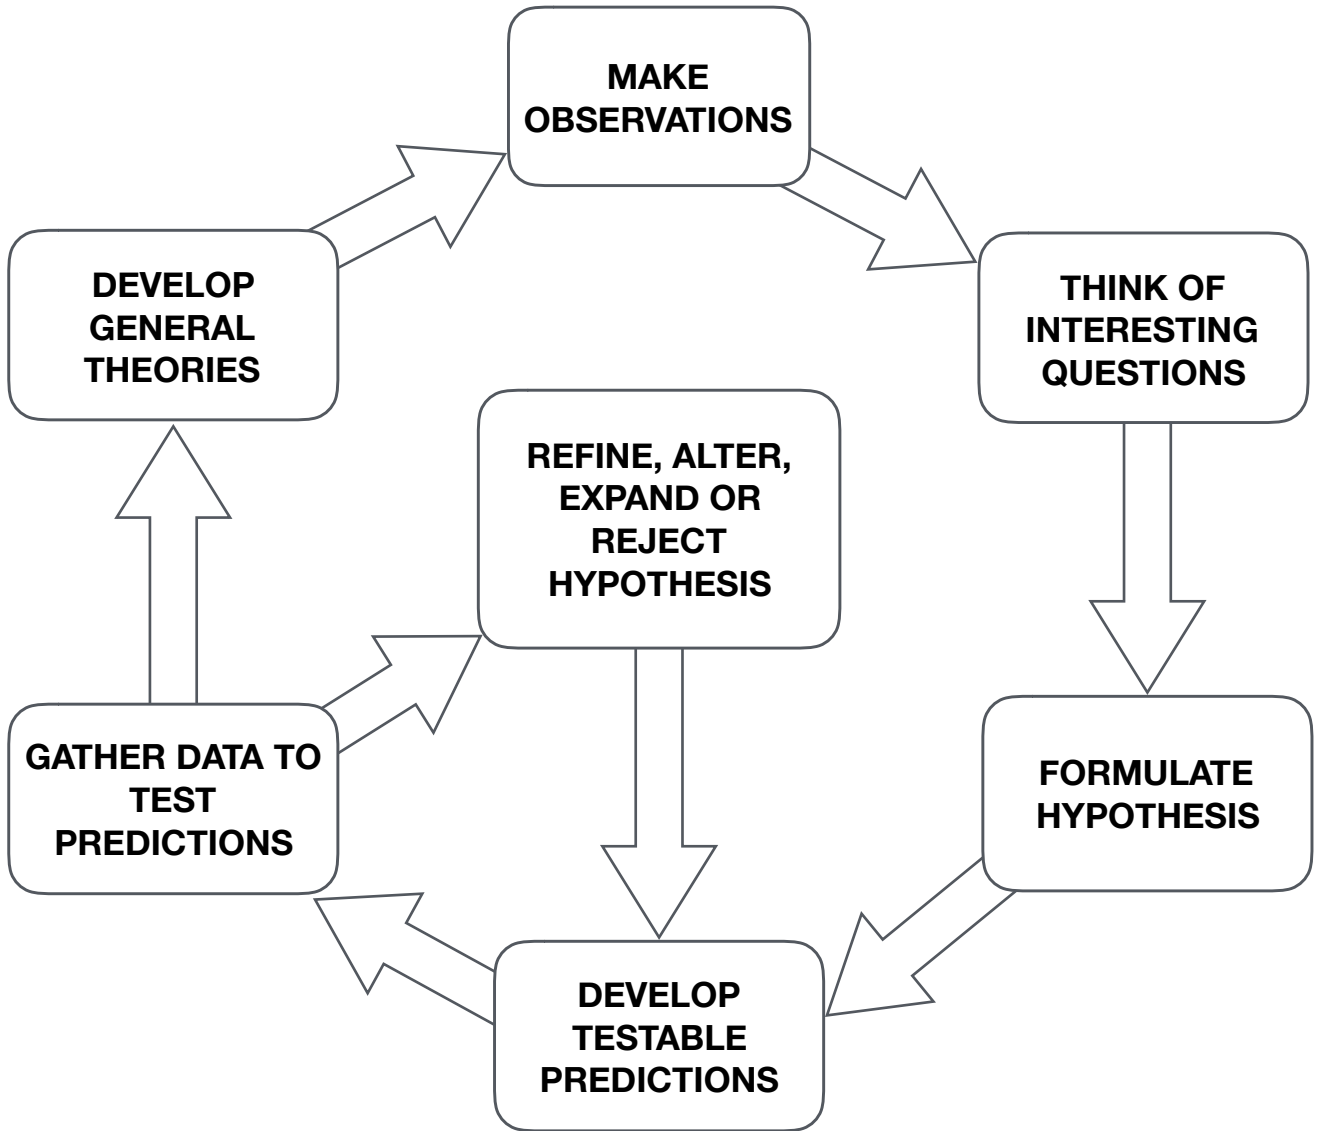 MAKE
OBSERVATIONS
THINK OF
INTERESTING
QUESTIONS
FORMULATE
HYPOTHESIS
DEVELOP
TESTABLE
PREDICTIONS
GATHER DATA TO
TEST
PREDICTIONS
REFINE, ALTER,
EXPAND OR
REJECT
HYPOTHESIS
DEVELOP
GENERAL
THEORIES